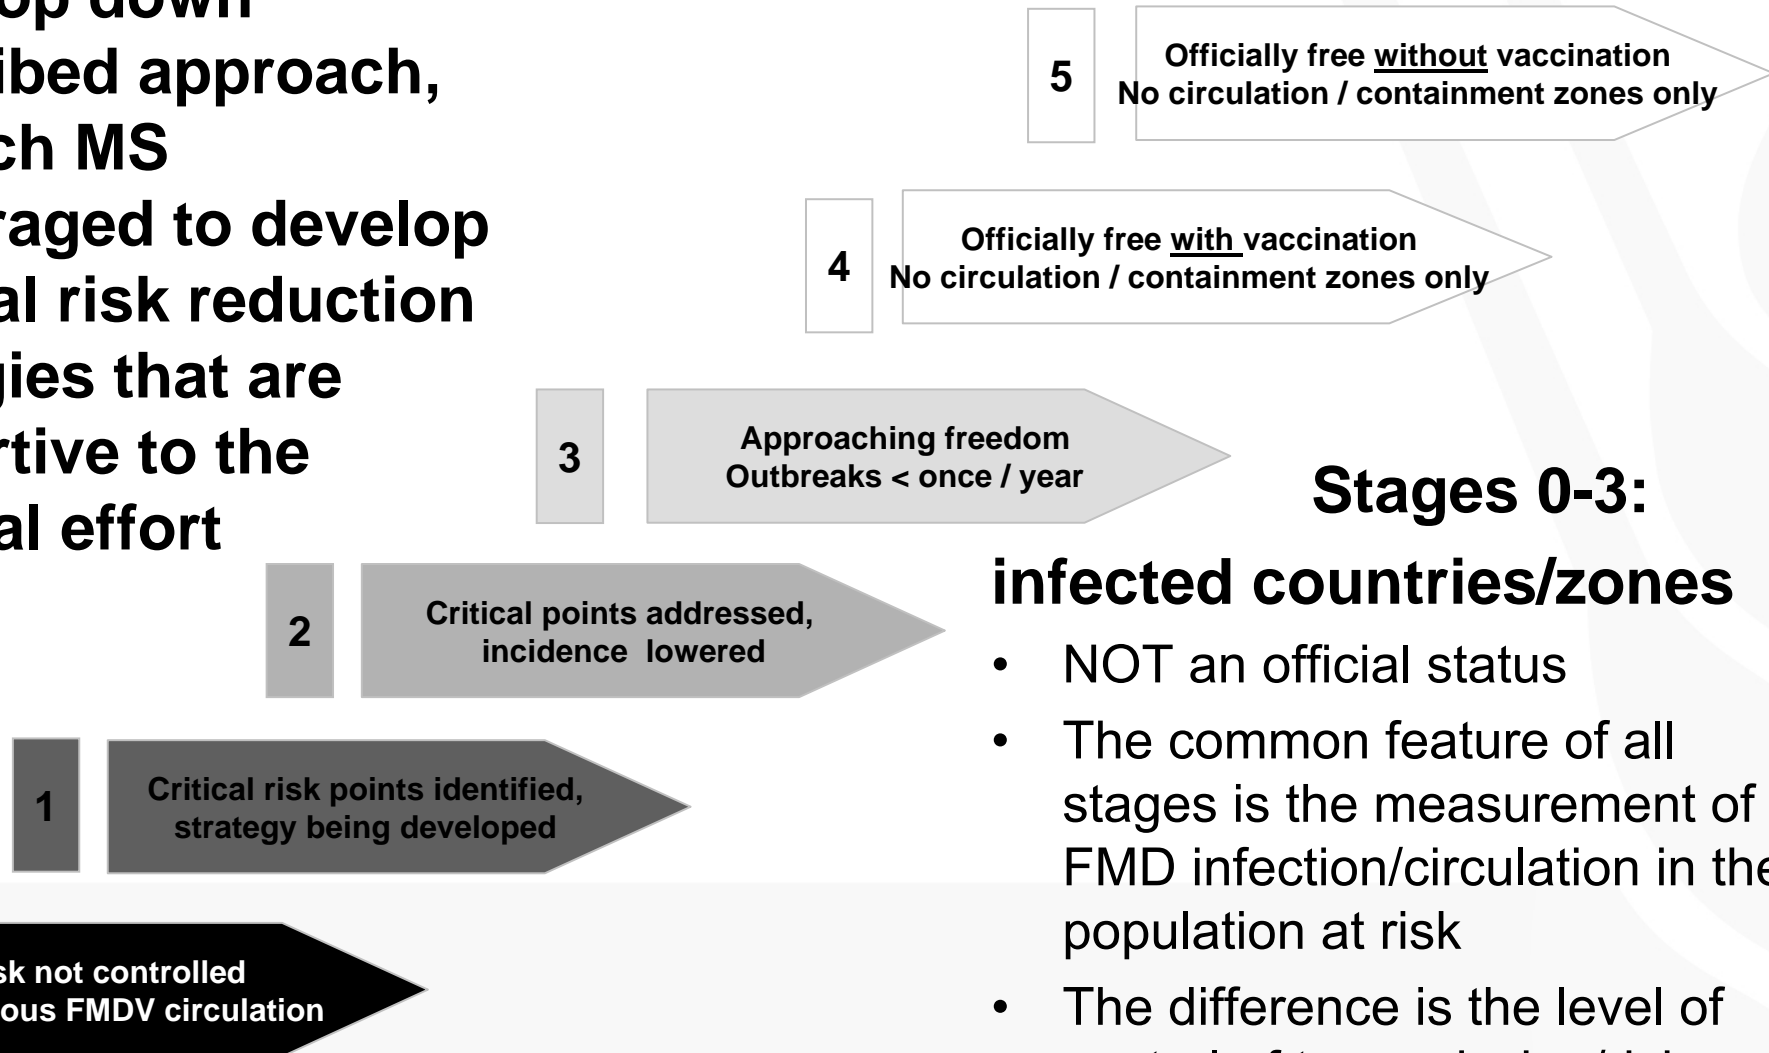 op down
ibed approach,
ch MS
raged to develop
al risk reduction
gies that are
rtive to the
al effort
5
Officially free without vaccination
No circulation / containment zones only
4
Officially free with vaccination
No circulation / containment zones only
3
Approaching freedom
Outbreaks < once / year
2
Critical points addressed,
incidence lowered
1
Critical risk points identified,
strategy being developed
sk not controlled
ous FMDV circulation
Stages 0-3:
infected countries/zones
• NOT an official status
• The common feature of all
stages is the measurement of
FMD infection/circulation in the
population at risk
• The difference is the level of